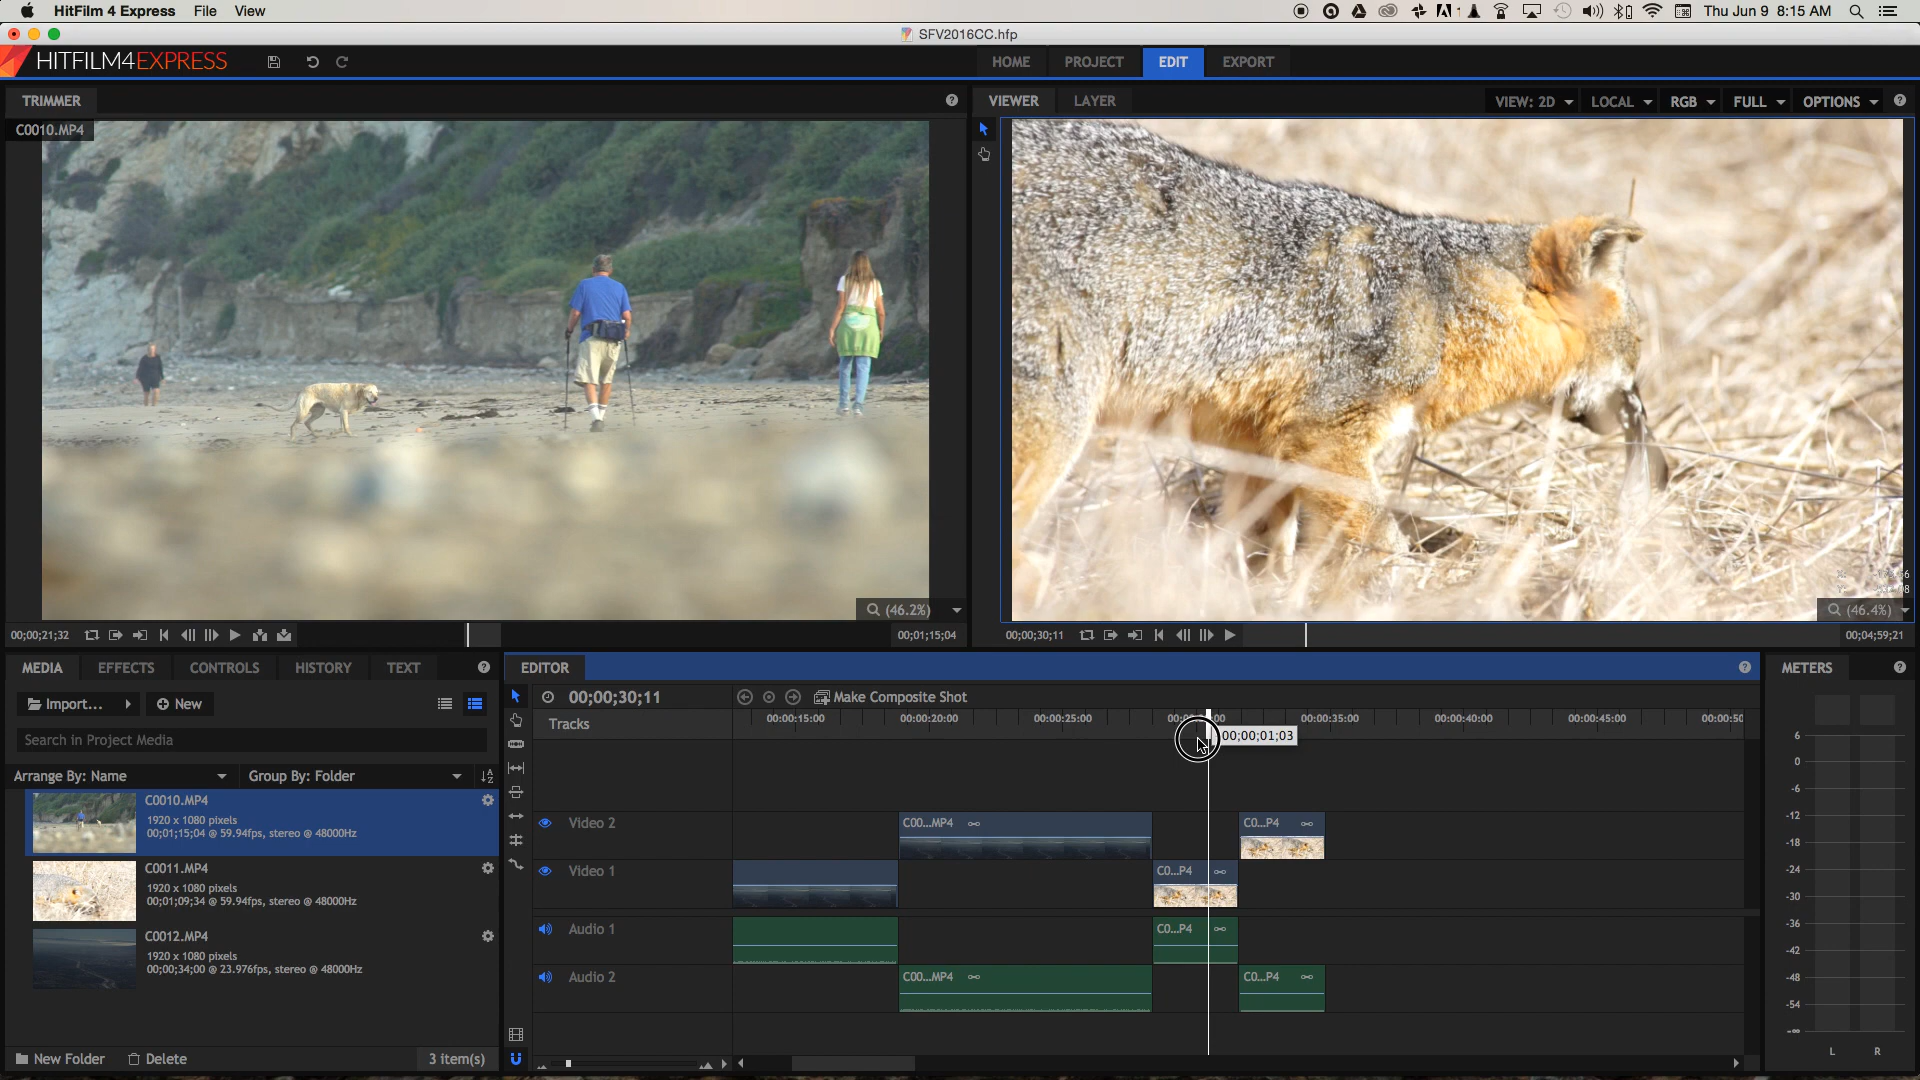 HitFilm 4 Express File View
Thu Jun 9 8:15 AM
SFV2016CC.hfp
HITFILM4EXPRESS
HOME PROJECT EDIT EXPORT
TRIMMER
VIEWER LAYER
VIEW: 2D LOCAL RGB FULL OPTIONS
C0010.MP4
(46.2%)
(46.4%)
00;00;21;32
00;01;15;04
00;00;30;11
00;04;59;21
MEDIA EFFECTS CONTROLS HISTORY TEXT
Import... New
Search in Project Media
Arrange By: Name Group By: Folder
C0010.MP4
1920 x 1080 pixels
00;01;15;04 @ 59.94fps, stereo @ 48000Hz
C0011.MP4
1920 x 1080 pixels
00;01;09;34 @ 59.94fps, stereo @ 48000Hz
C0012.MP4
1920 x 1080 pixels
00;00;34;00 @ 23.976fps, stereo @ 48000Hz
New Folder Delete 3 item(s)
EDITOR
00;00;30;11
Make Composite Shot
Tracks
00:00:15:00 00:00:20:00 00:00:25:00 00:00:35:00 00:00:40:00 00:00:45:00
00;00;01;03
Video 2 C00...MP4 C0...P4
Video 1 C0...P4
Audio 1 C0...P4
Audio 2 C00...MP4 C0...P4
METERS
6
0
-6
-12
-18
-24
-30
-36
-42
-48
-54
-∞
L R